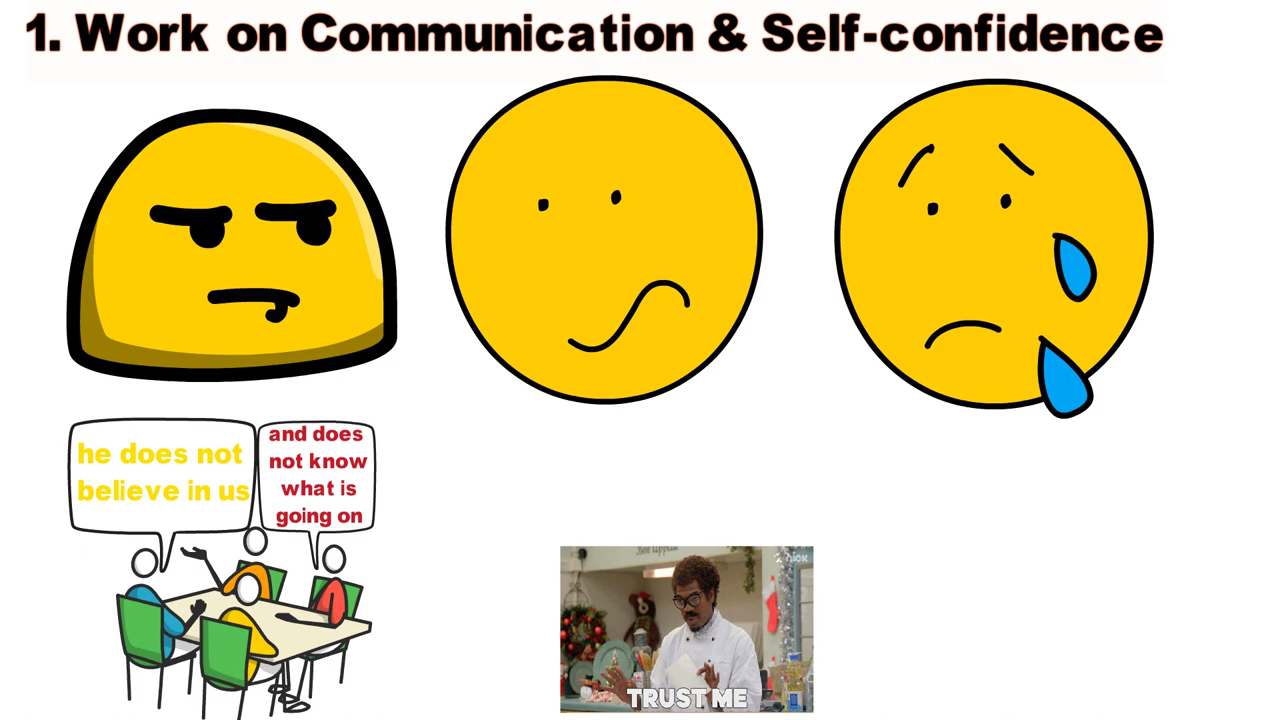 1. Work on Communication & Self-confidence
he does not
believe in us
and does
not know
what is
going on
nick
TRUST ME